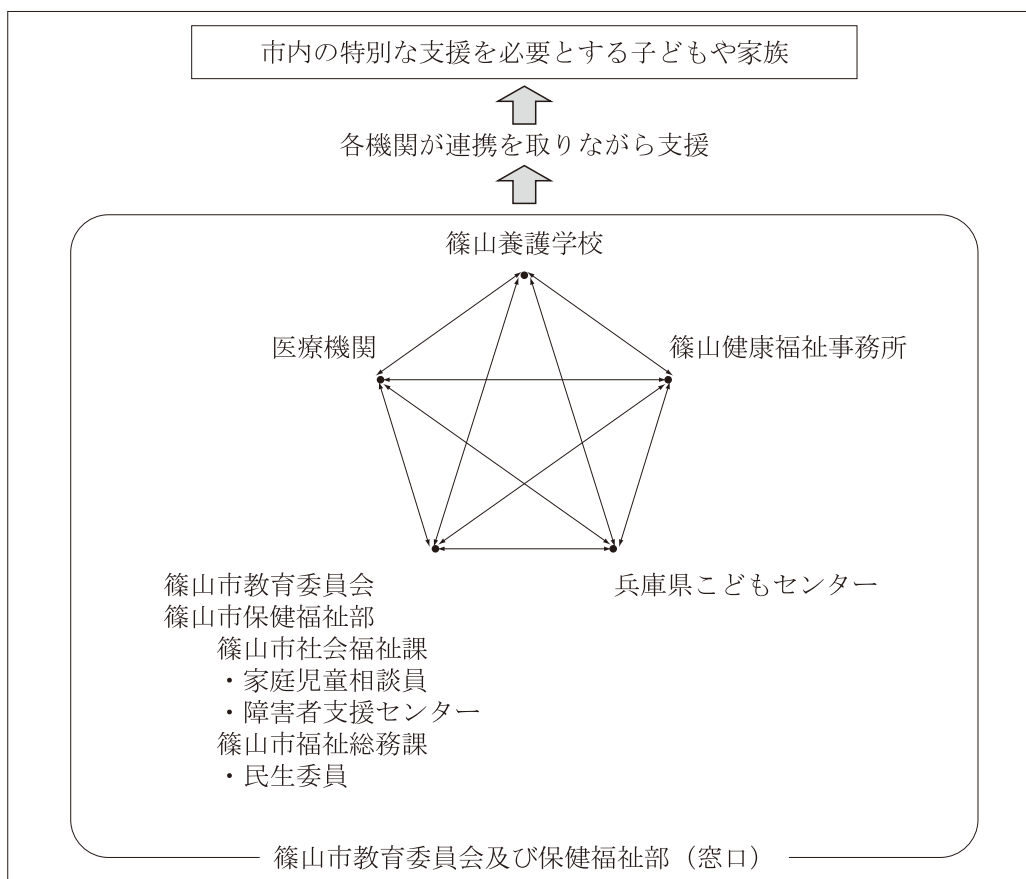 市内の特別な支援を必要とする子どもや家族
各機関が連携を取りながら支援
篠山養護学校
医療機関
篠山健康福祉事務所
篠山市教育委員会
篠山市保健福祉部
篠山市社会福祉課
・家庭児童相談員
・障害者支援センター
篠山市福祉総務課
・民生委員
兵庫県こどもセンター
篠山市教育委員会及び保健福祉部（窓口）